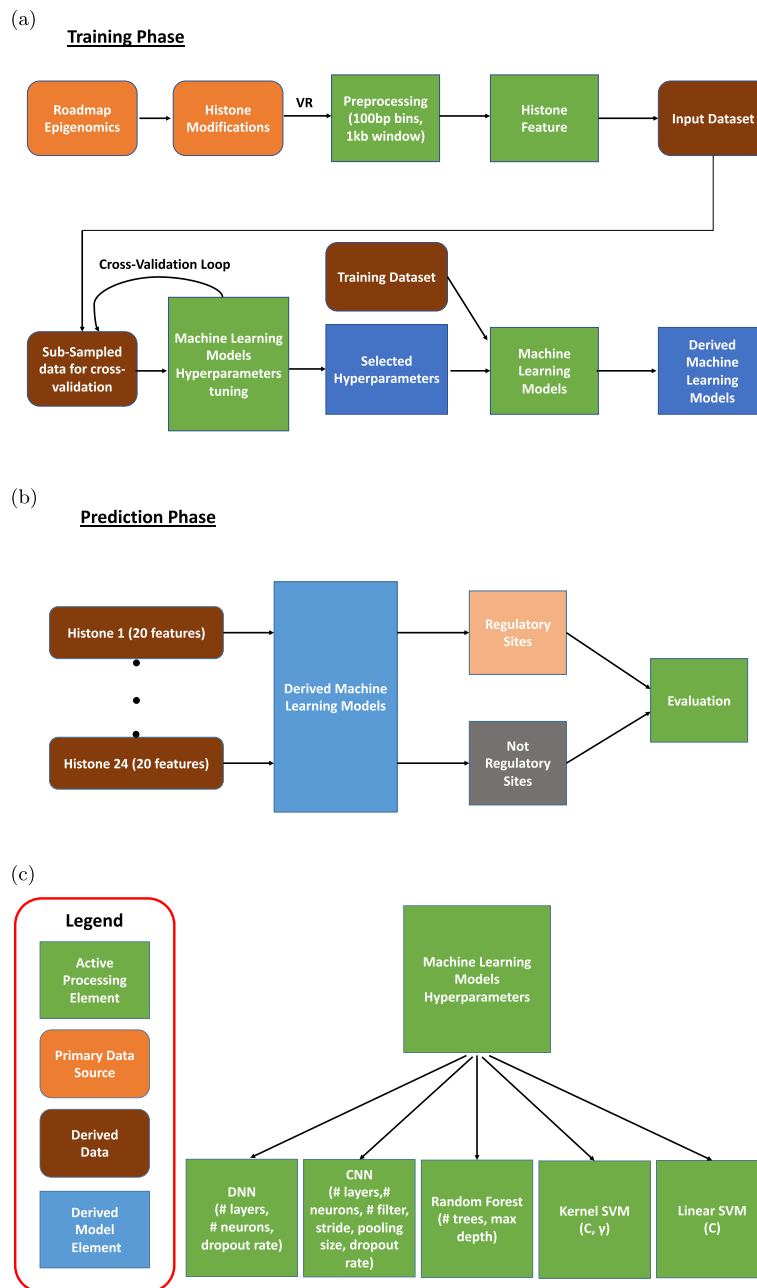 (a)
Training Phase
Roadmap
Epigenomics
Histone
Modifications
VR
Preprocessing
(100bp bins,
1kb window)
Histone
Feature
Input Dataset
Cross-Validation Loop
Training Dataset
Sub-Sampled
data for cross-
validation
Machine Learning
Models
Hyperparameters
tuning
Selected
Hyperparameters
Machine
Learning
Models
Derived
Machine
Learning
Models
(b)
Prediction Phase
Histone 1 (20 features)
Histone 24 (20 features)
Derived Machine
Learning Models
Regulatory
Sites
Not
Regulatory
Sites
Evaluation
(c)
Legend
Active
Processing
Element
Primary Data
Source
Derived
Data
Derived
Model
Element
Machine Learning
Models
Hyperparameters
DNN
(# layers,
# neurons,
dropout rate)
CNN
(# layers,#
neurons, # filter,
stride, pooling
size, dropout
rate)
Random Forest
(# trees, max
depth)
Kernel SVM
(C, γ)
Linear SVM
(C)